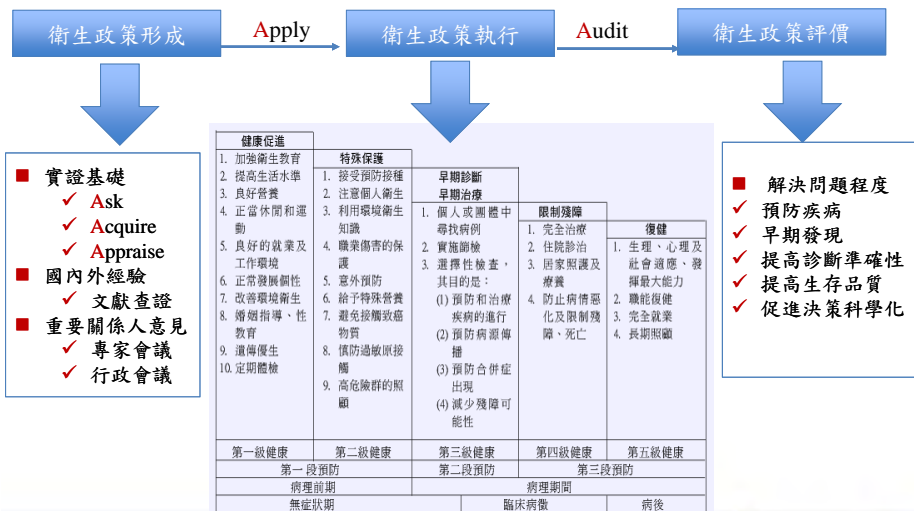 衛生政策形成
Apply
衛生政策執行
Audit
衛生政策評價
■ 實證基礎
✓ Ask
✓ Acquire
✓ Appraise
■ 國內外經驗
✓ 文獻查證
■ 重要關係人意見
✓ 專家會議
✓ 行政會議
健康促進
1. 加強衛生教育
2. 提高生活水準
3. 良好營養
4. 正當休閒和運
動
5. 良好的就業及
工作環境
6. 正常發展個性
7. 改善環境衛生
8. 婚姻指導、性
教育
9. 遺傳優生
10. 定期體檢
特殊保護
1. 接受預防接種
2. 注意個人衛生
3. 利用環境衛生
知識
4. 職業傷害的保
護
5. 意外預防
6. 給予特殊營養
7. 避免接觸致癌
物質
8. 慎防過敏原接
觸
9. 高危險群的照
顧
早期診斷
早期治療
1. 個人或團體中
尋找病例
2. 實施篩檢
3. 選擇性檢查，
其目的是：
(1) 預防和治療
疾病的進行
(2) 預防病源傳
播
(3) 預防合併症
出現
(4) 減少殘障可
能性
限制殘障
1. 完全治療
2. 住院診治
3. 居家照護及
療養
4. 防止病情惡
化及限制殘
障、死亡
復健
1. 生理、心理及
社會適應、發
揮最大能力
2. 職能復健
3. 完全就業
4. 長期照顧
第一級健康
第二級健康
第三級健康
第四級健康
第五級健康
第一段預防
第二段預防
第三段預防
病理前期
病理期間
無症狀期
臨床病徵
病後
■ 解決問題程度
✓ 預防疾病
✓ 早期發現
✓ 提高診斷準確性
✓ 提高生存品質
✓ 促進決策科學化